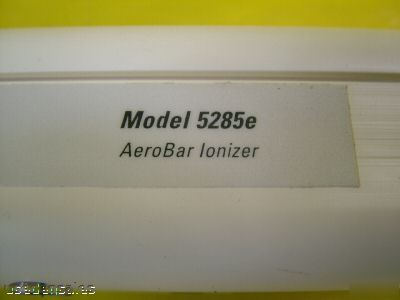 Model 5285e
AeroBar Ionizer